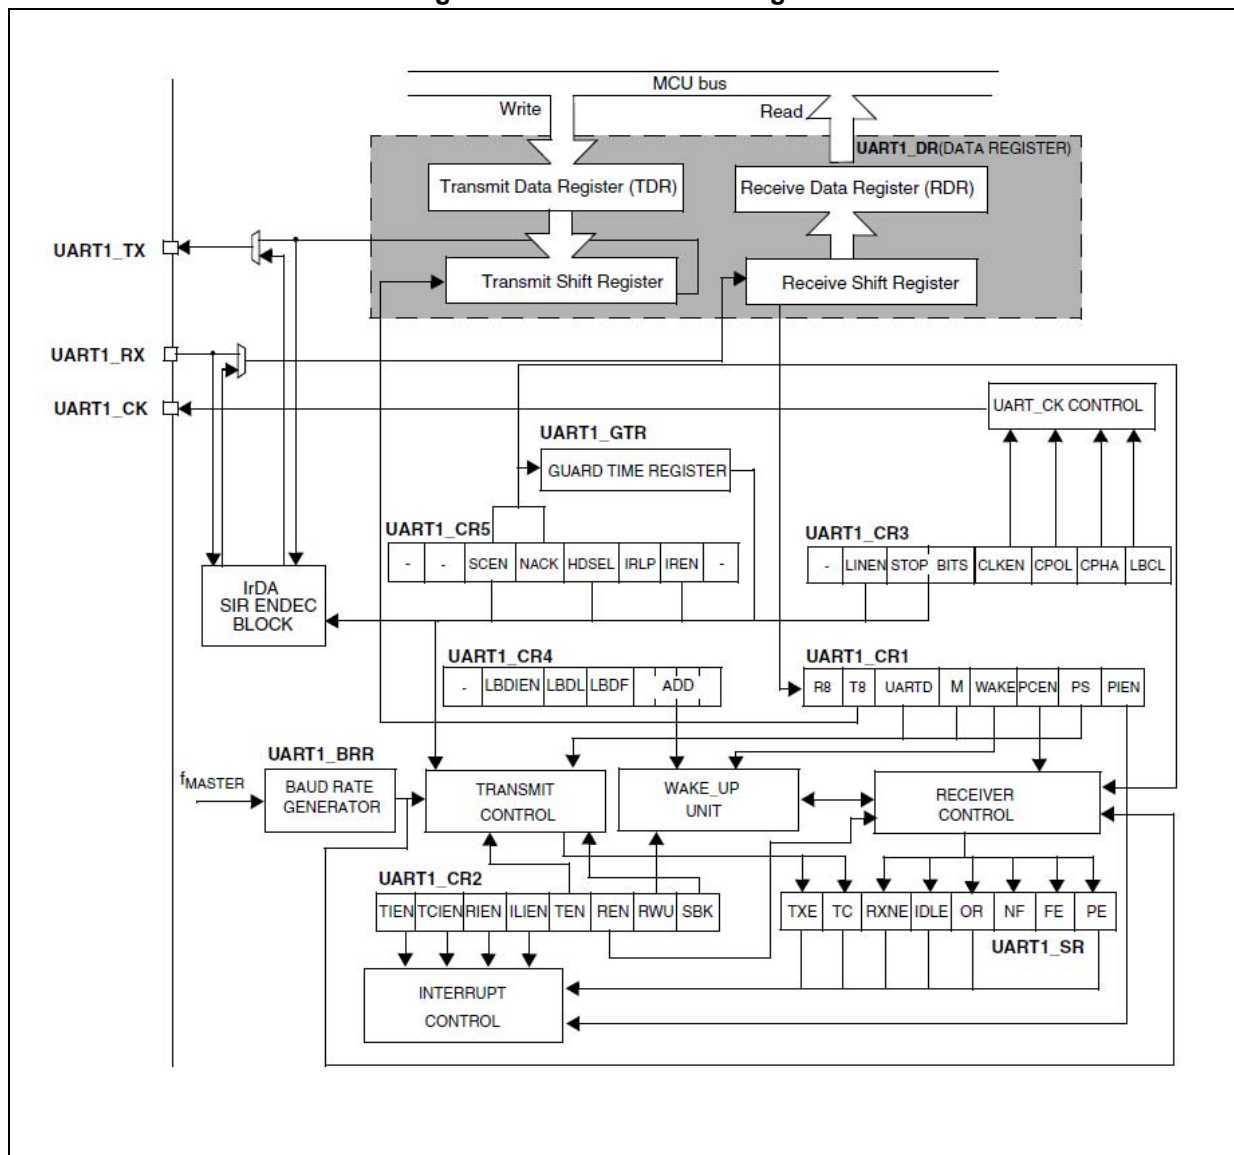 MCU bus
Write
Read
UART1_DR(DATA REGISTER)
Transmit Data Register (TDR)
Receive Data Register (RDR)
UART1_TX
Transmit Shift Register
Receive Shift Register
UART1_RX
UART1_CK
UART_CK CONTROL
UART1_GTR
GUARD TIME REGISTER
UART1_CR5
- - SCEN NACK HDSEL IRLP IREN -
UART1_CR3
- LINEN STOP BITS CLKEN CPOL CPHA LBCL
IrDA
SIR ENDEC
BLOCK
UART1_CR4
- LBDIEN LBDL LBDF ADD
UART1_CR1
R8 T8 UARTD M WAKE PCEN PS PIEN
UART1_BRR
fMASTER
BAUD RATE
GENERATOR
TRANSMIT
CONTROL
WAKE_UP
UNIT
RECEIVER
CONTROL
UART1_CR2
TIEN TCIEN RIEN ILIEN TEN REN RWU SBK
TXE TC RXNE IDLE OR NF FE PE
UART1_SR
INTERRUPT
CONTROL